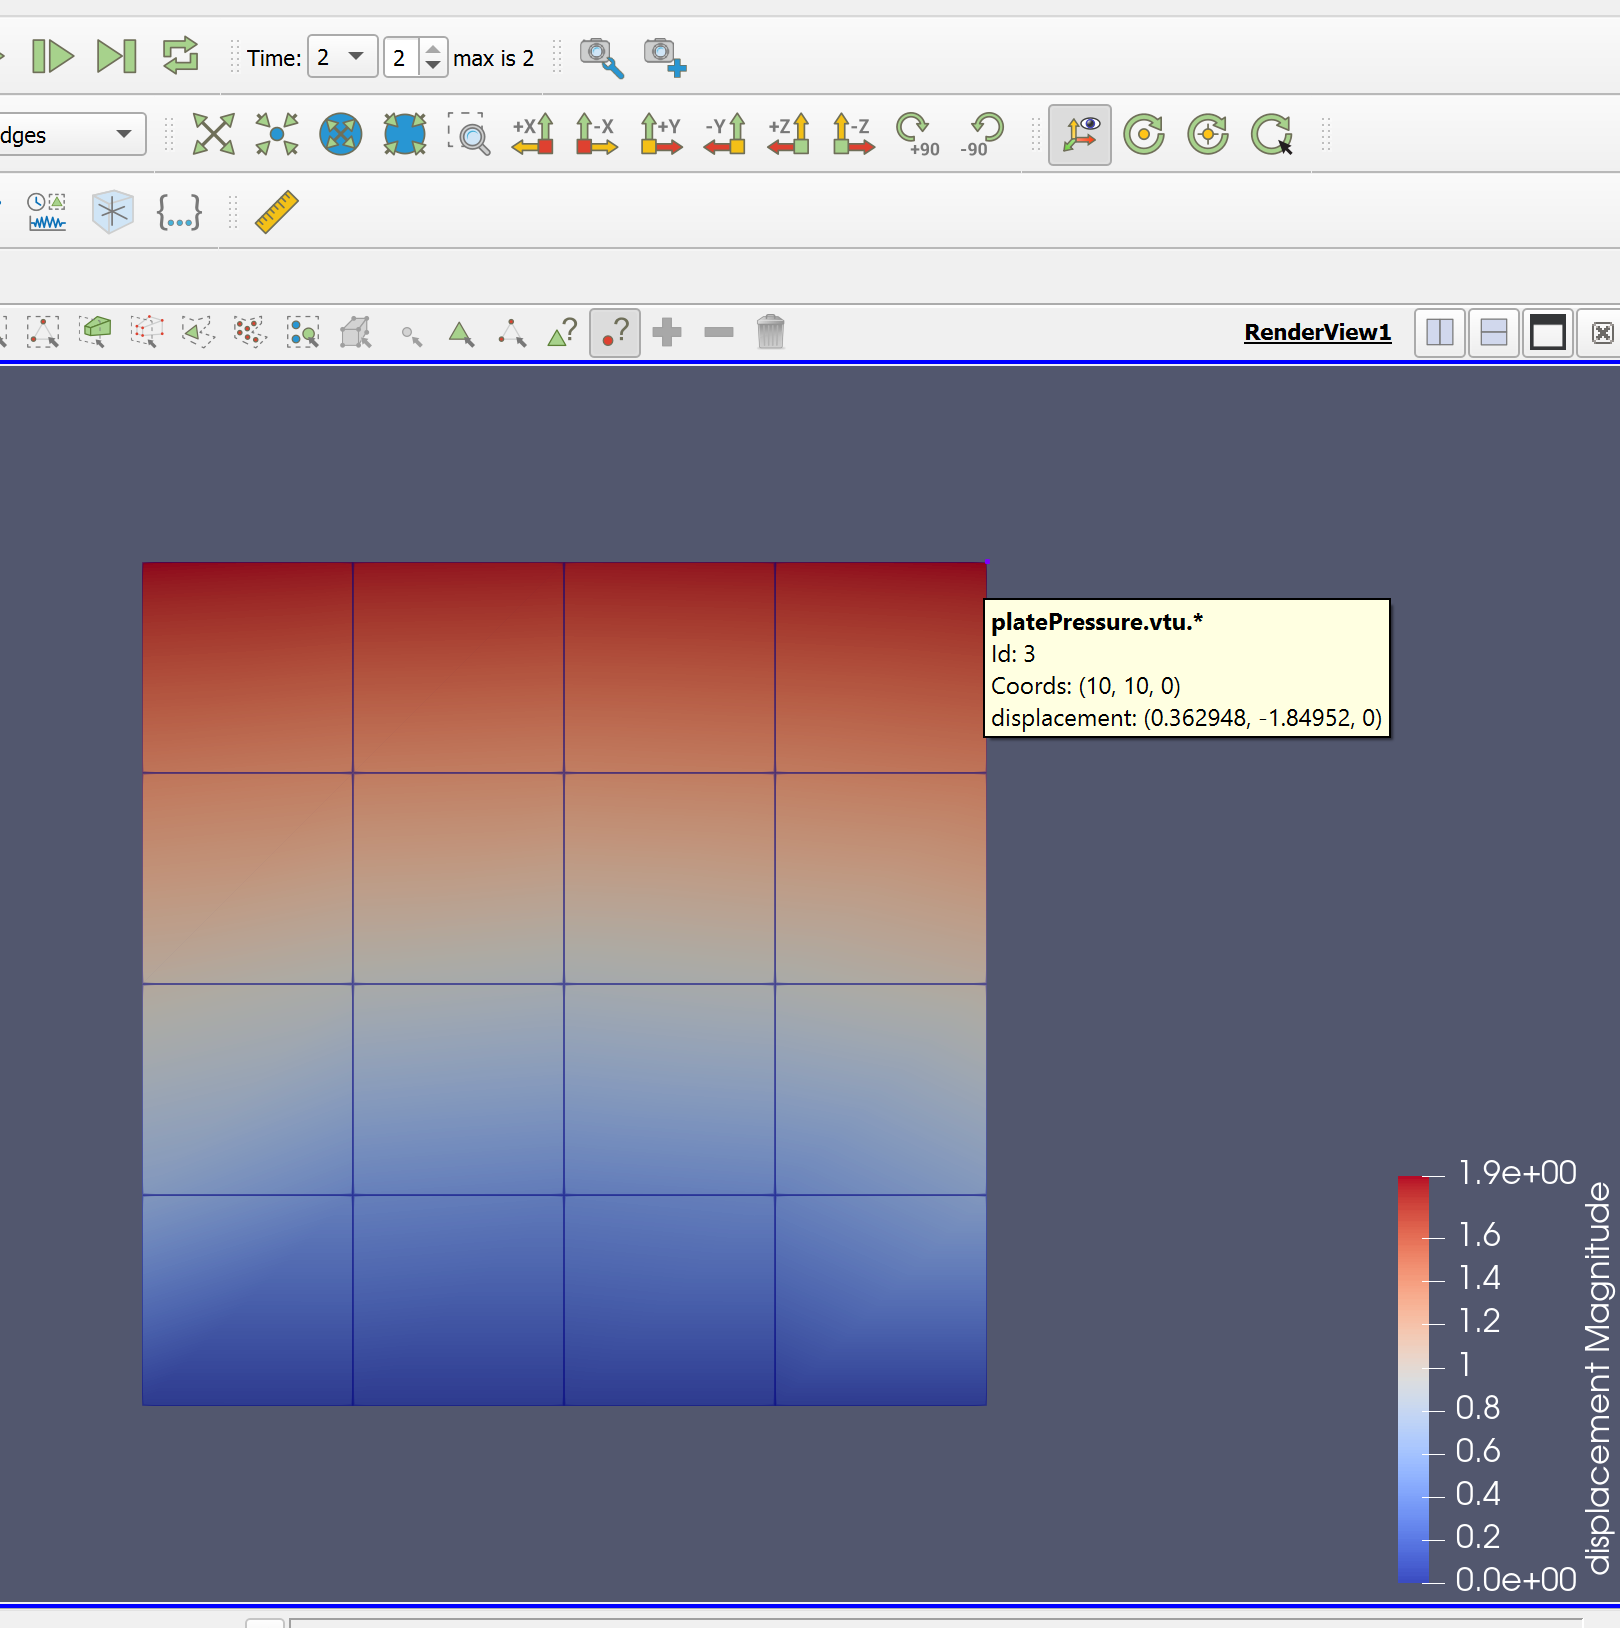 Time: 2 2 max is 2
dges +X -X +Y -Y +Z -Z +90 -90
{...}
? ? RenderView1
platePressure.vtu.*
Id: 3
Coords: (10, 10, 0)
displacement: (0.362948, -1.84952, 0)
1.9e+00
1.6
1.4
1.2
1
0.8
0.6
0.4
0.2
0.0e+00
displacement Magnitude